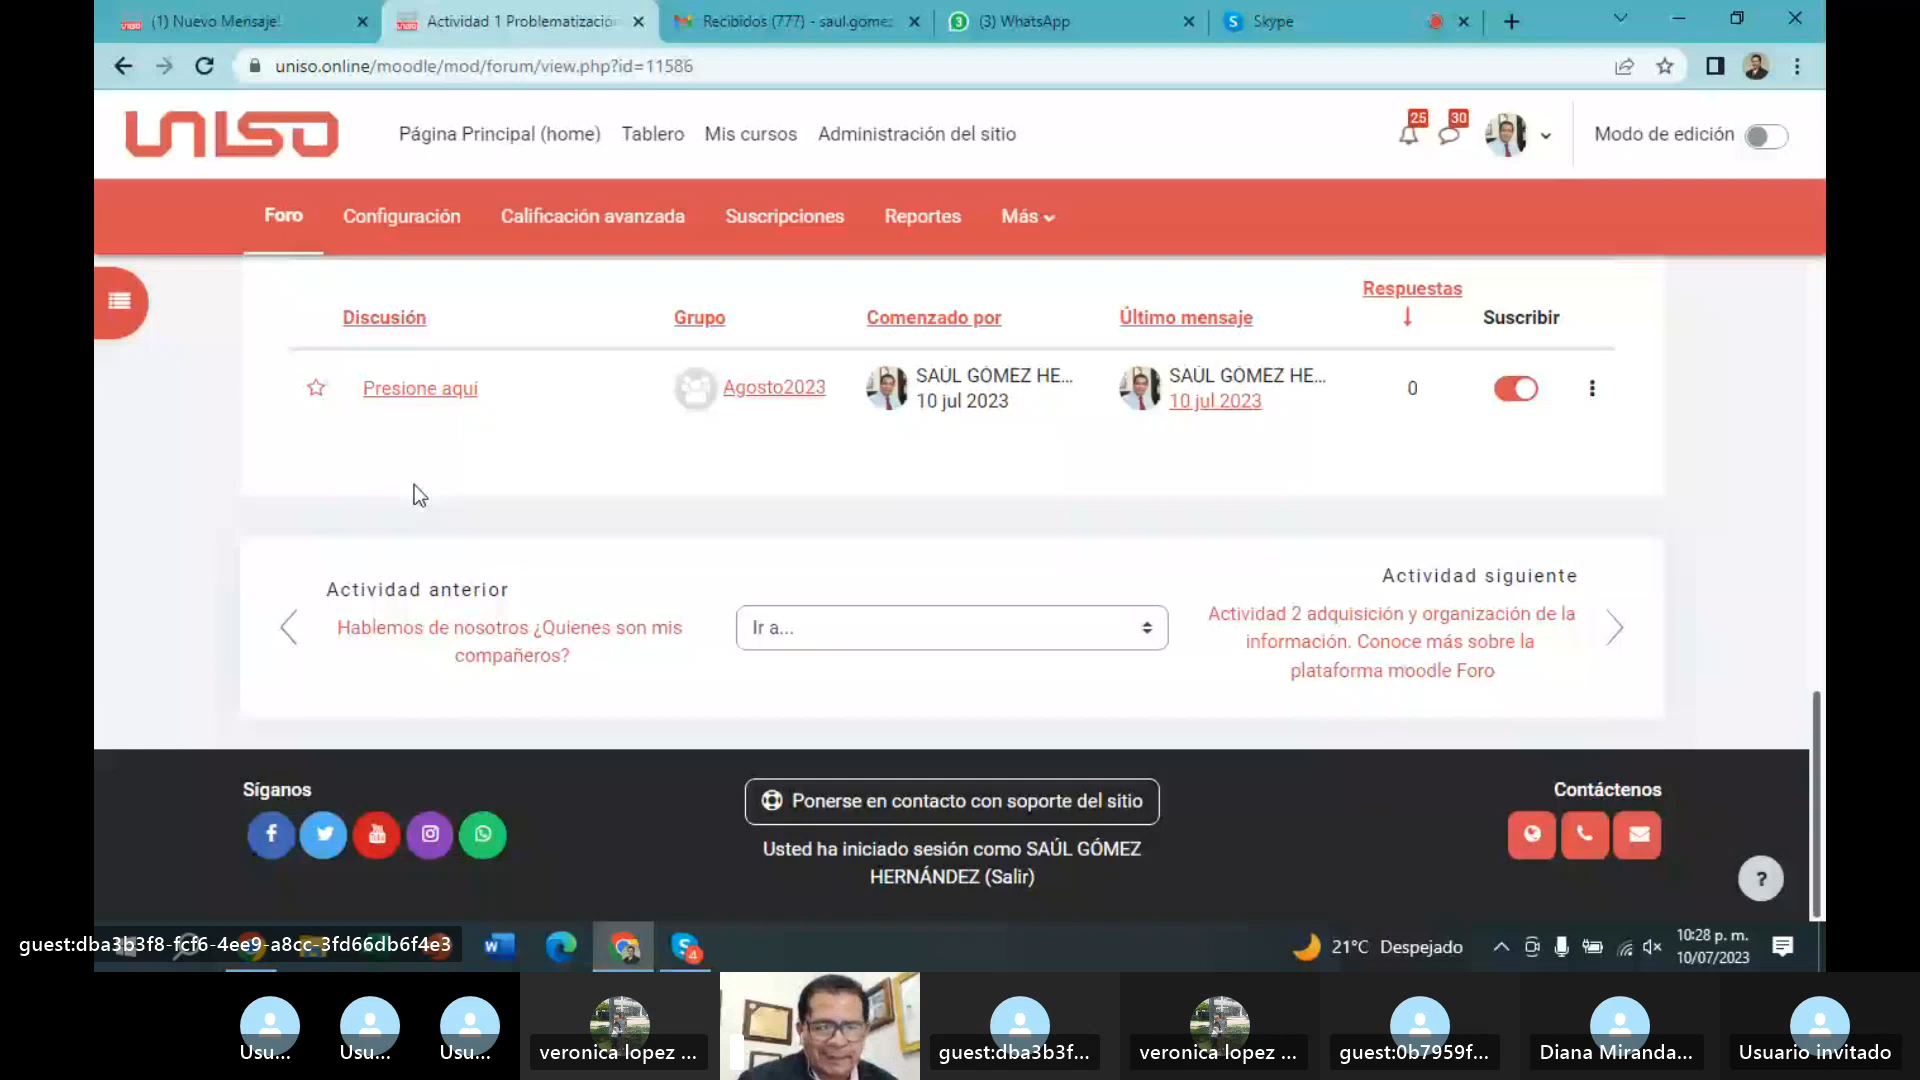 (1) Nuevo Mensaje!
Actividad 1 Problematizació
Recibidos (777) - saul.gome
3
(3) WhatsApp
Skype
uniso.online/moodle/mod/forum/view.php?id=11586
UNISO
Página Principal (home)
Tablero
Mis cursos
Administración del sitio
25
30
Modo de edición
Foro
Configuración
Calificación avanzada
Suscripciones
Reportes
Más
Discusión
Grupo
Comenzado por
Último mensaje
Respuestas
Suscribir
Presione aquí
Agosto2023
SAÚL GÓMEZ HE...
10 jul 2023
SAÚL GÓMEZ HE...
10 jul 2023
0
Actividad anterior
Hablemos de nosotros ¿Quienes son mis
compañeros?
Ir a...
Actividad siguiente
Actividad 2 adquisición y organización de la
información. Conoce más sobre la
plataforma moodle Foro
Síganos
Ponerse en contacto con soporte del sitio
Usted ha iniciado sesión como SAÚL GÓMEZ
HERNÁNDEZ (Salir)
Contáctenos
?
guest:dba3b3f8-fcf6-4ee9-a8cc-3fd66db6f4e3
4
21°C Despejado
10:28 p. m.
10/07/2023
Usu...
Usu...
Usu...
veronica lopez ...
guest:dba3b3f...
veronica lopez ...
guest:0b7959f...
Diana Miranda...
Usuario invitado